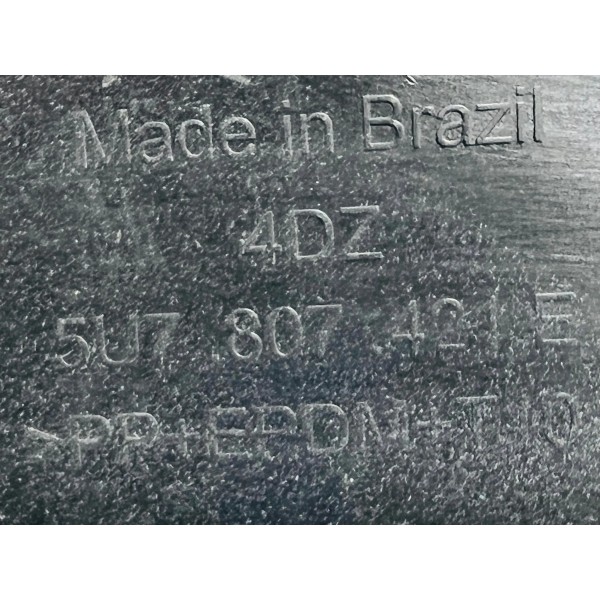 Made in Brazil
4DZ
5U7.807.421 E
>PP+EPDM+T10